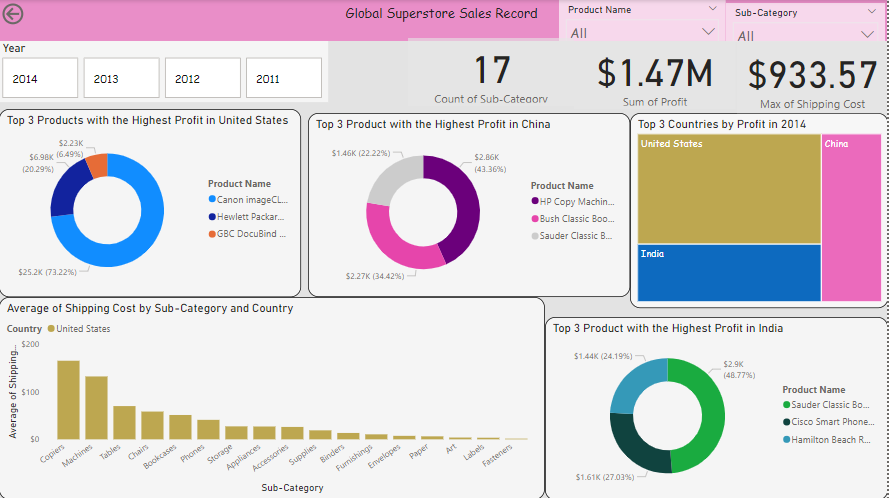 Global Superstore Sales Record
Product Name
All
Sub-Category
All
Year
2014
2013
2012
2011
17
Count of Sub-Category
$1.47M
Sum of Profit
$933.57
Max of Shipping Cost
Top 3 Products with the Highest Profit in United States
$2.23K
(6.49%)
$6.98K
(20.29%)
$25.2K (73.22%)
Product Name
Canon imageCL...
Hewlett Packar...
GBC DocuBind ...
Top 3 Product with the Highest Profit in China
$1.46K (22.22%)
$2.86K
(43.36%)
$2.27K (34.42%)
Product Name
HP Copy Machin...
Bush Classic Boo...
Sauder Classic B...
Top 3 Countries by Profit in 2014
United States
China
India
Average of Shipping Cost by Sub-Category and Country
Country
United States
Average of Shipping...
$200
$100
$0
Copiers
Machines
Tables
Chairs
Bookcases
Phones
Storage
Appliances
Accessories
Supplies
Binders
Furnishings
Envelopes
Paper
Art
Labels
Fasteners
Sub-Category
Top 3 Product with the Highest Profit in India
$1.44K (24.19%)
$2.9K
(48.77%)
$1.61K (27.03%)
Product Name
Sauder Classic Bo...
Cisco Smart Phone...
Hamilton Beach R...